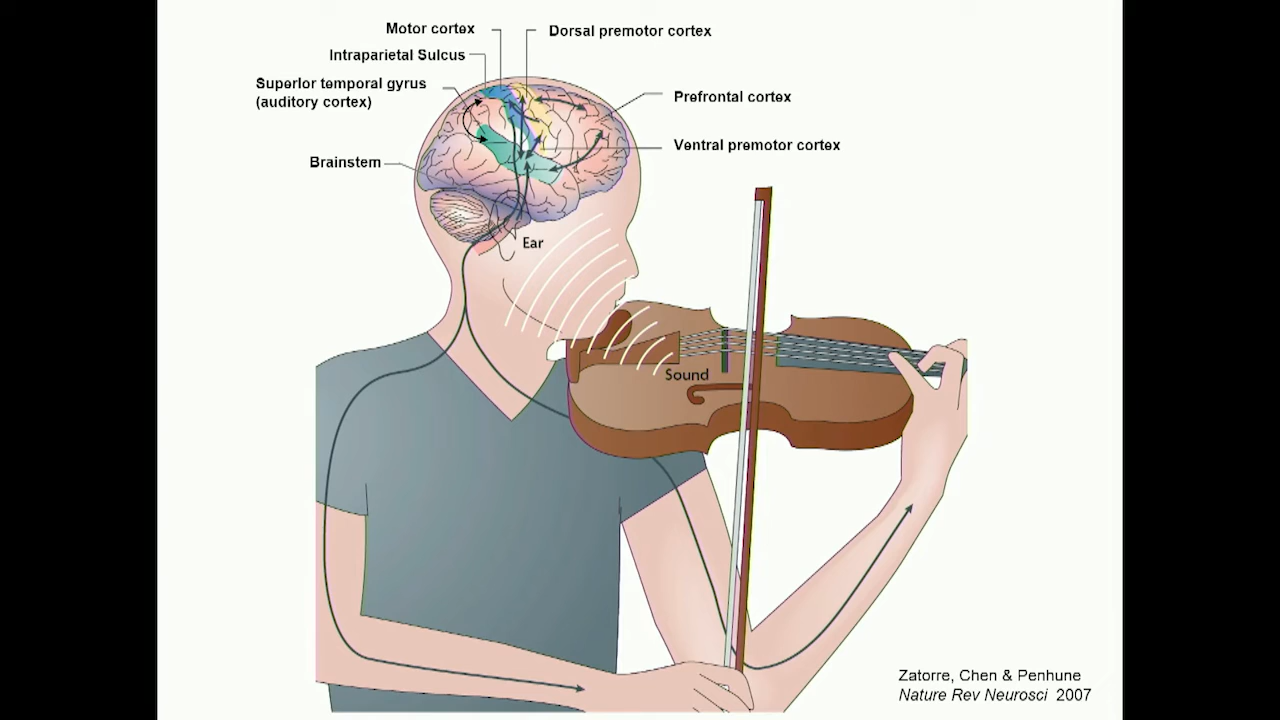 Motor cortex
Dorsal premotor cortex
Intraparietal Sulcus
Superior temporal gyrus
(auditory cortex)
Prefrontal cortex
Ventral premotor cortex
Brainstem
Ear
Sound
Zatorre, Chen & Penhune
Nature Rev Neurosci 2007